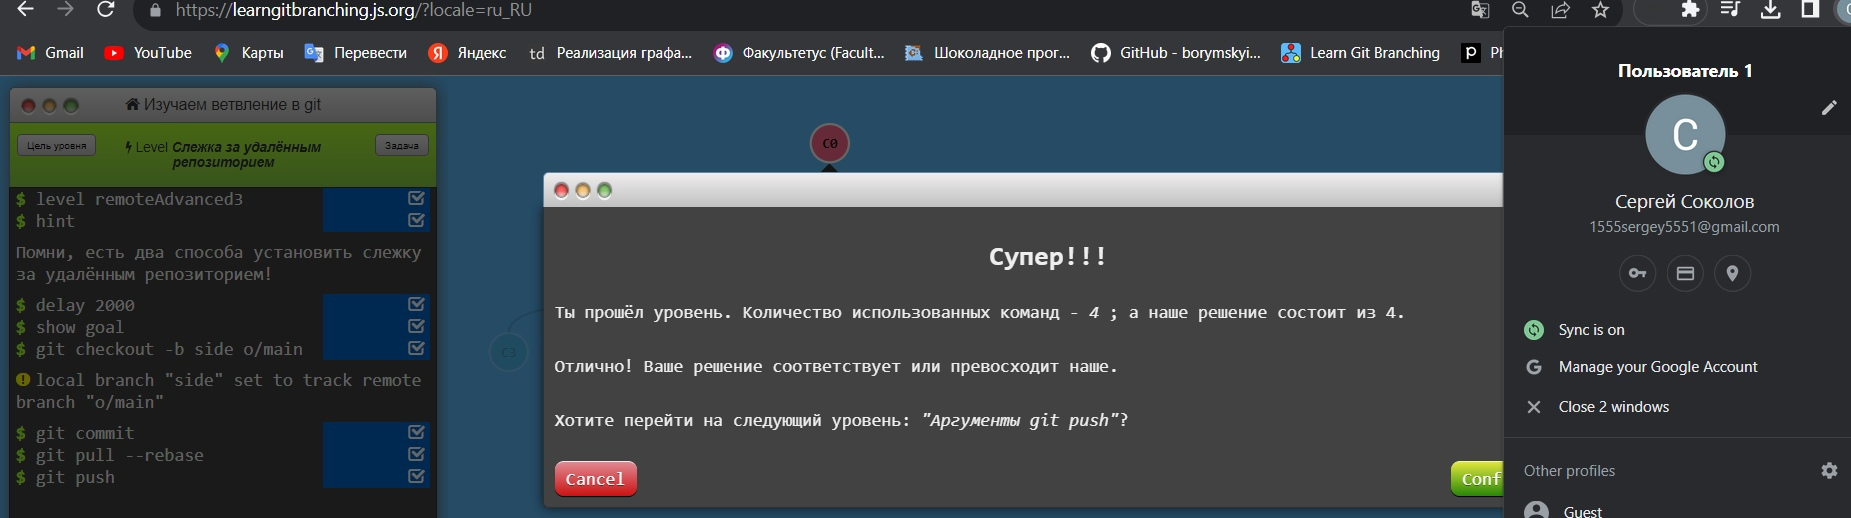 https://learngitbranching.js.org/?locale=ru_RU
Gmail YouTube Карты Перевести Яндекс td Реализация графа... Факультетус (Facult... Шоколадное прог... GitHub - borymskyi... Learn Git Branching
Изучаем ветвление в git
Цель уровня
Level Слежка за удалённым
репозиторием
Задача
$ level remoteAdvanced3
$ hint
Помни, есть два способа установить слежку
за удалённым репозиторием!
$ delay 2000
$ show goal
$ git checkout -b side o/main
local branch "side" set to track remote
branch "o/main"
$ git commit
$ git pull --rebase
$ git push
C0
C3
Супер!!!
Ты прошёл уровень. Количество использованных команд - 4 ; а наше решение состоит из 4.
Отлично! Ваше решение соответствует или превосходит наше.
Хотите перейти на следующий уровень: "Аргументы git push"?
Cancel
Conf
Пользователь 1
C
Сергей Соколов
1555sergey5551@gmail.com
Sync is on
Manage your Google Account
Close 2 windows
Other profiles
Guest